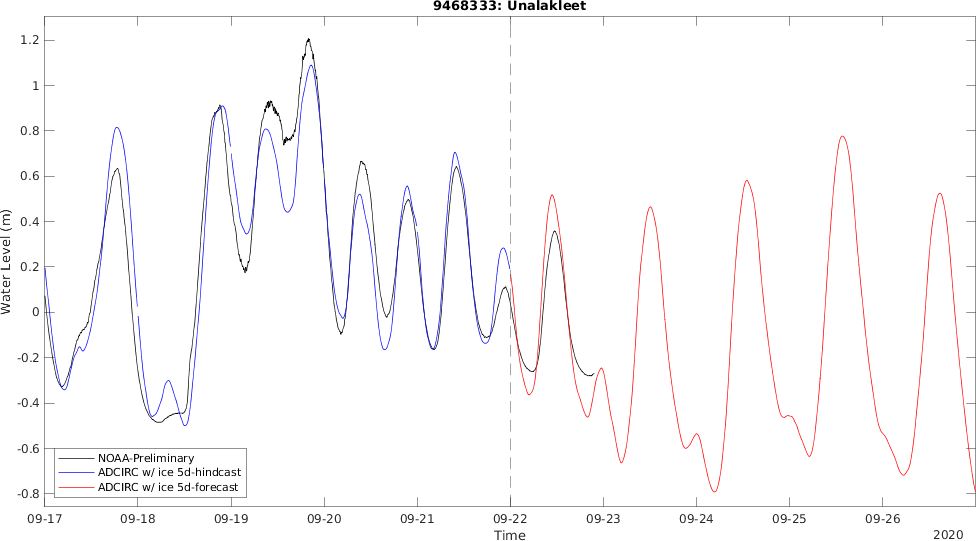 9468333: Unalakleet
Water Level (m)
1.2
1
0.8
0.6
0.4
0.2
0
-0.2
-0.4
-0.6
-0.8
NOAA-Preliminary
ADCIRC w/ ice 5d-hindcast
ADCIRC w/ ice 5d-forecast
09-17 09-18 09-19 09-20 09-21 09-22 09-23 09-24 09-25 09-26
Time
2020